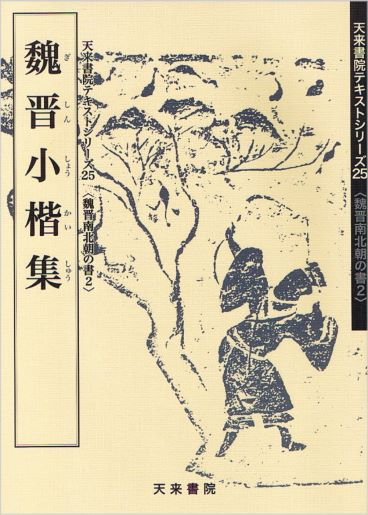 魏晋小楷集
ぎしんしょうかいしゅう
天来書院テキストシリーズ25〈魏晋南北朝の書2〉
天来書院テキストシリーズ25
〈魏晋南北朝の書2〉
天来書院